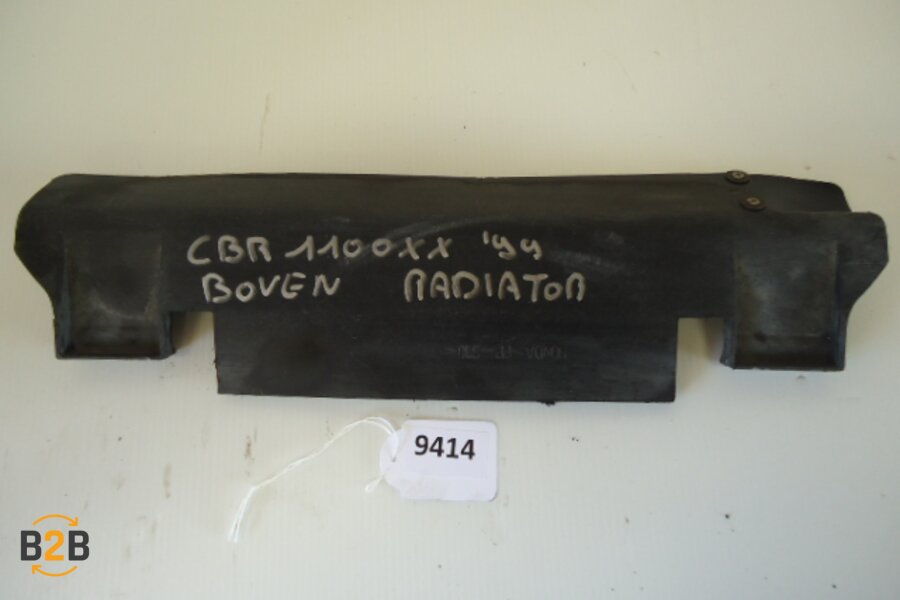 CBR 1100XX '99
BOVEN RADIATOR
9414
B2B